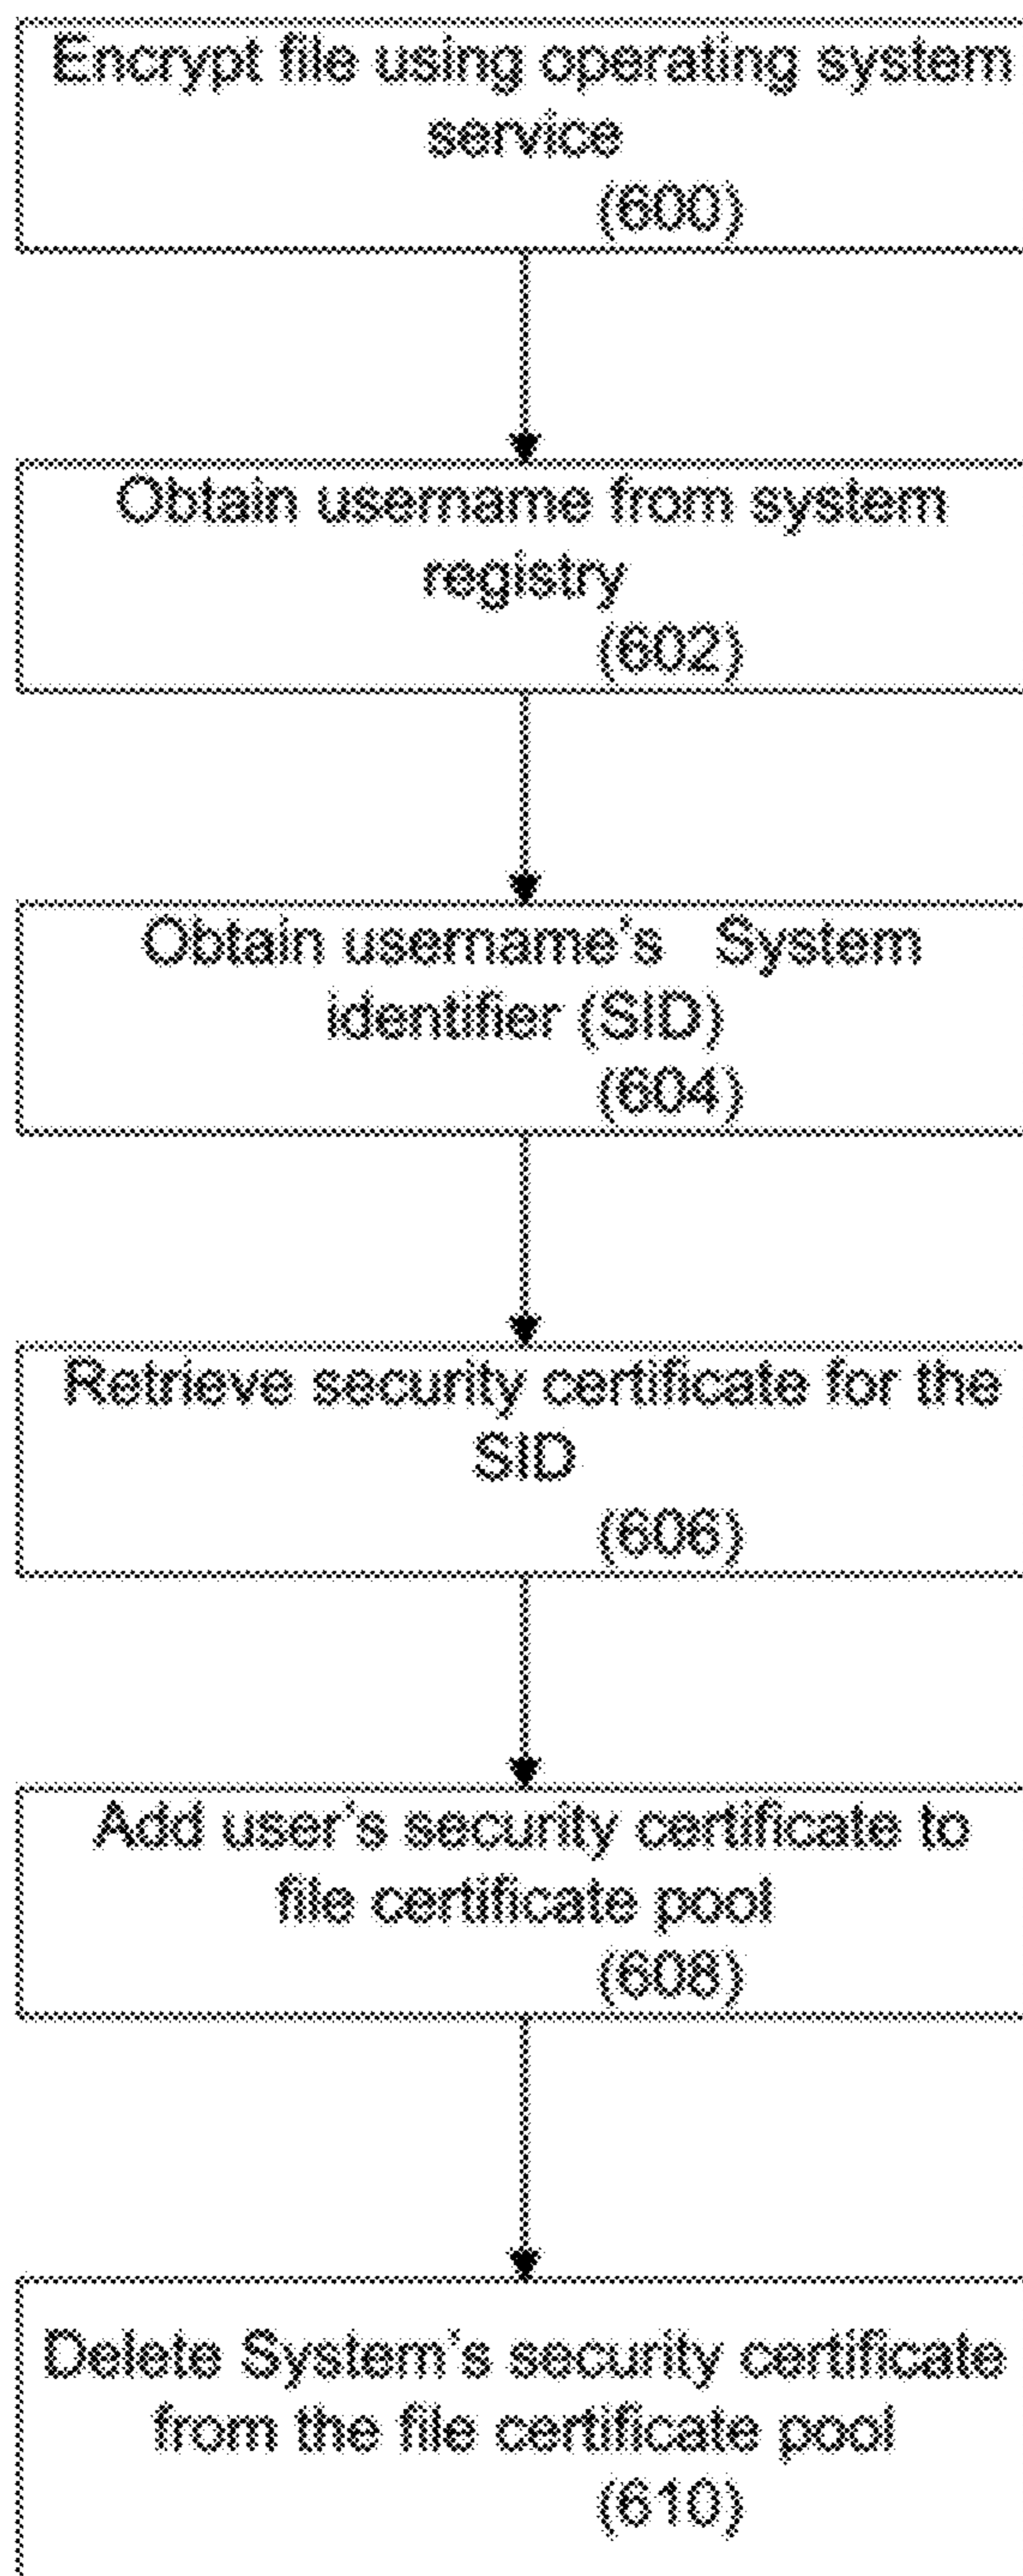 Encrypt file using operating system
service
(600)
Obtain username from system
registry
(602)
Obtain username's System
identifier (SID)
(604)
Retrieve security certificate for the
SID
(606)
Add user's security certificate to
file certificate pool
(608)
Delete System's security certificate
from the file certificate pool
(610)